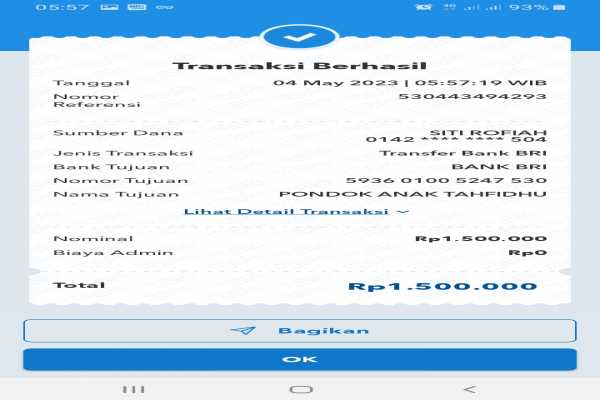 05:57 93%
Transaksi Berhasil
Tanggal 04 May 2023 | 05:57:19 WIB
Nomor Referensi 530443494293
Sumber Dana SITI ROFIAH
0142 **** **** 504
Jenis Transaksi Transfer Bank BRI
Bank Tujuan BANK BRI
Nomor Tujuan 5936 0100 5247 530
Nama Tujuan PONDOK ANAK TAHFIDHU
Lihat Detail Transaksi
Nominal Rp1.500.000
Biaya Admin Rp0
Total Rp1.500.000
Bagikan
OK